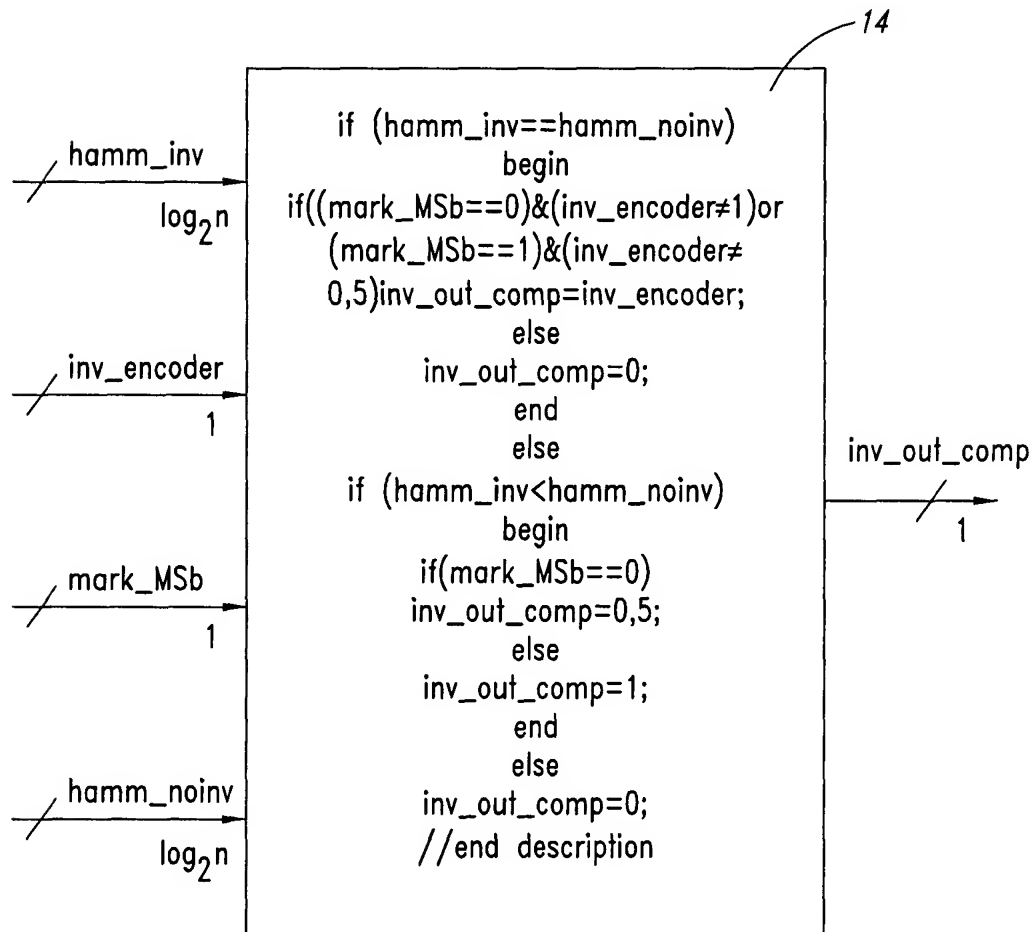 14
hamm_inv
log2n
inv_encoder
1
mark_MSb
1
hamm_noinv
log2n
if (hamm_inv==hamm_noinv)
begin
if((mark_MSb==0)&(inv_encoder≠1)or
(mark_MSb==1)&(inv_encoder≠
0,5)inv_out_comp=inv_encoder;
else
inv_out_comp=0;
end
else
if (hamm_inv<hamm_noinv)
begin
if(mark_MSb==0)
inv_out_comp=0,5;
else
inv_out_comp=1;
end
else
inv_out_comp=0;
//end description
inv_out_comp
1